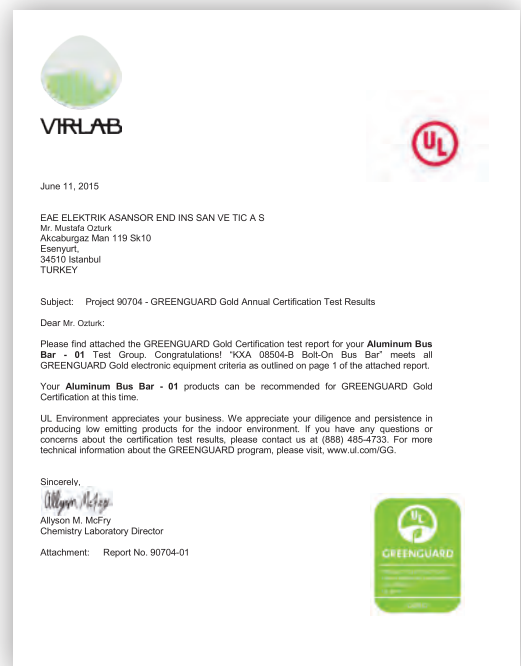 VIRLAB
UL
June 11, 2015
EAE ELEKTRIK ASANSOR END INS SAN VE TIC A S
Mr. Mustafa Ozturk
Akcaburgaz Man 119 Sk10
Esenyurt,
34510 Istanbul
TURKEY
Subject: Project 90704 - GREENGUARD Gold Annual Certification Test Results
Dear Mr. Ozturk:
Please find attached the GREENGUARD Gold Certification test report for your Aluminum Bus
Bar - 01 Test Group. Congratulations! "KXA 08504-B Bolt-On Bus Bar" meets all
GREENGUARD Gold electronic equipment criteria as outlined on page 1 of the attached report.
Your Aluminum Bus Bar - 01 products can be recommended for GREENGUARD Gold
Certification at this time.
UL Environment appreciates your business. We appreciate your diligence and persistence in
producing low emitting products for the indoor environment. If you have any questions or
concerns about the certification test results, please contact us at (888) 485-4733. For more
technical information about the GREENGUARD program, please visit, www.ul.com/GG.
Sincerely,
Allyson McFry
Allyson M. McFry
Chemistry Laboratory Director
Attachment: Report No. 90704-01
UL
GREENGUARD